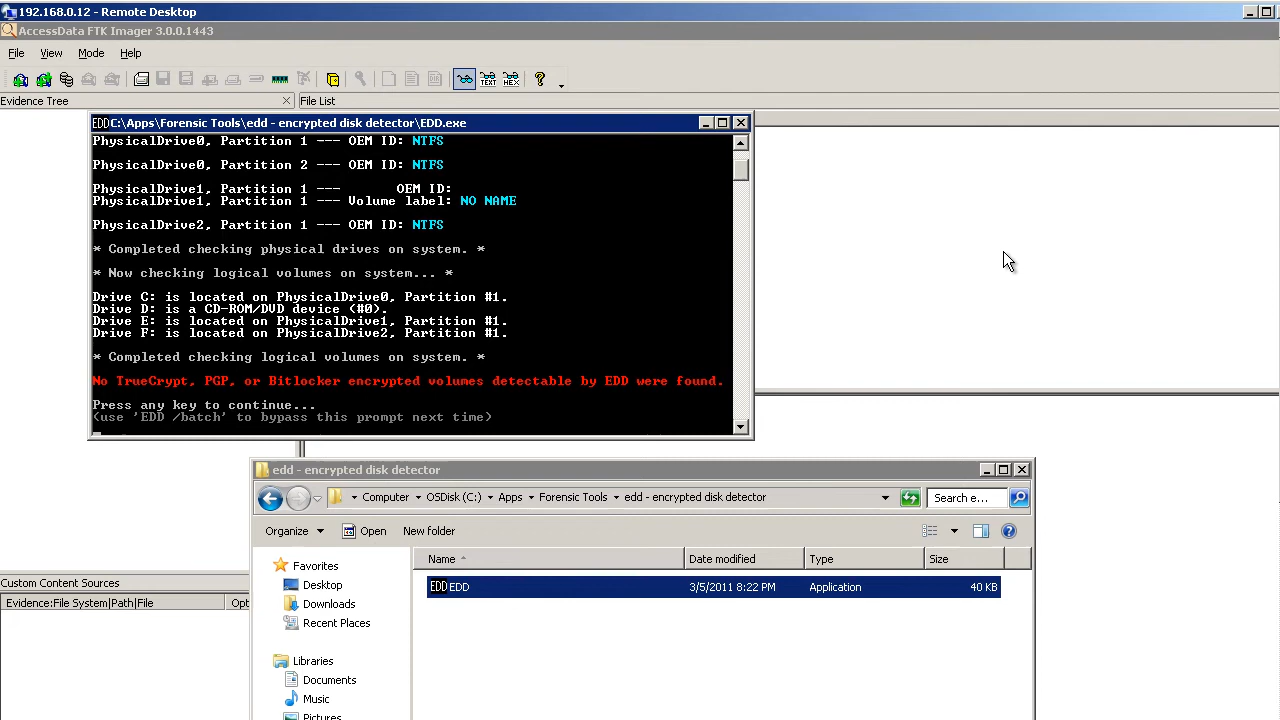 192.168.0.12 - Remote Desktop
AccessData FTK Imager 3.0.0.1443
File View Mode Help
TEXT HEX
Evidence Tree
File List
EDD C:\Apps\Forensic Tools\edd - encrypted disk detector\EDD.exe
PhysicalDrive0, Partition 1 --- OEM ID: NTFS
PhysicalDrive0, Partition 2 --- OEM ID: NTFS
PhysicalDrive1, Partition 1 --- OEM ID:
PhysicalDrive1, Partition 1 --- Volume label: NO NAME
PhysicalDrive2, Partition 1 --- OEM ID: NTFS
* Completed checking physical drives on system. *
* Now checking logical volumes on system... *
Drive C: is located on PhysicalDrive0, Partition #1.
Drive D: is a CD-ROM/DVD device (#0).
Drive E: is located on PhysicalDrive1, Partition #1.
Drive F: is located on PhysicalDrive2, Partition #1.
* Completed checking logical volumes on system. *
No TrueCrypt, PGP, or Bitlocker encrypted volumes detectable by EDD were found.
Press any key to continue...
(use 'EDD /batch' to bypass this prompt next time)
Custom Content Sources
Evidence:File System|Path|File
Opt
edd - encrypted disk detector
Computer OSDisk (C:) Apps Forensic Tools edd - encrypted disk detector
Search e...
Organize Open New folder
Name Date modified Type Size
EDD EDD 3/5/2011 8:22 PM Application 40 KB
Favorites
Desktop
Downloads
Recent Places
Libraries
Documents
Music
Pictures